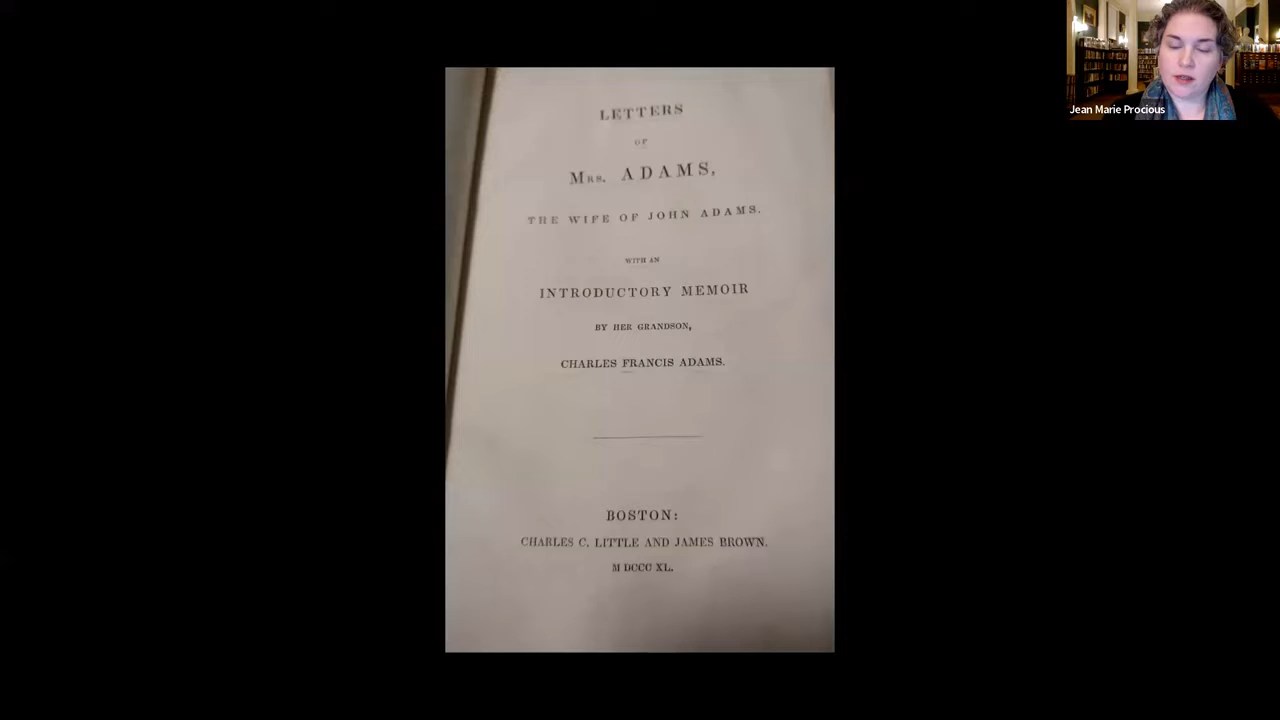 LETTERS
OF
MRS. ADAMS,
THE WIFE OF JOHN ADAMS.
WITH AN
INTRODUCTORY MEMOIR
BY HER GRANDSON,
CHARLES FRANCIS ADAMS.
BOSTON:
CHARLES C. LITTLE AND JAMES BROWN.
M DCCC XL.
Jean Marie Procious